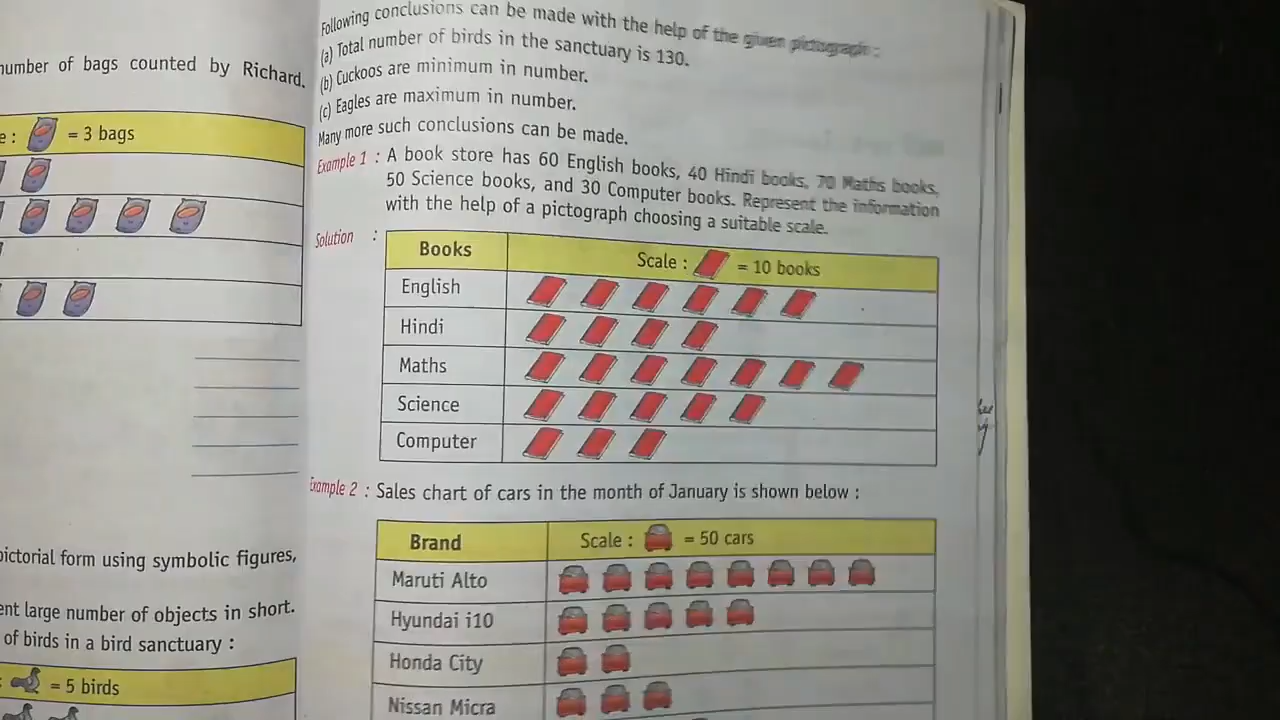 number of bags counted by Richard.
e : = 3 bags
pictorial form using symbolic figures,
ent large number of objects in short.
of birds in a bird sanctuary :
= 5 birds
Following conclusions can be made with the help of the given pictograph :
(a) Total number of birds in the sanctuary is 130.
(b) Cuckoos are minimum in number.
(c) Eagles are maximum in number.
Many more such conclusions can be made.
Example 1 : A book store has 60 English books, 40 Hindi books, 70 Maths books,
50 Science books, and 30 Computer books. Represent the information
with the help of a pictograph choosing a suitable scale.
Solution :
Books Scale : = 10 books
English
Hindi
Maths
Science
Computer
Example 2 : Sales chart of cars in the month of January is shown below :
Brand Scale : = 50 cars
Maruti Alto
Hyundai i10
Honda City
Nissan Micra